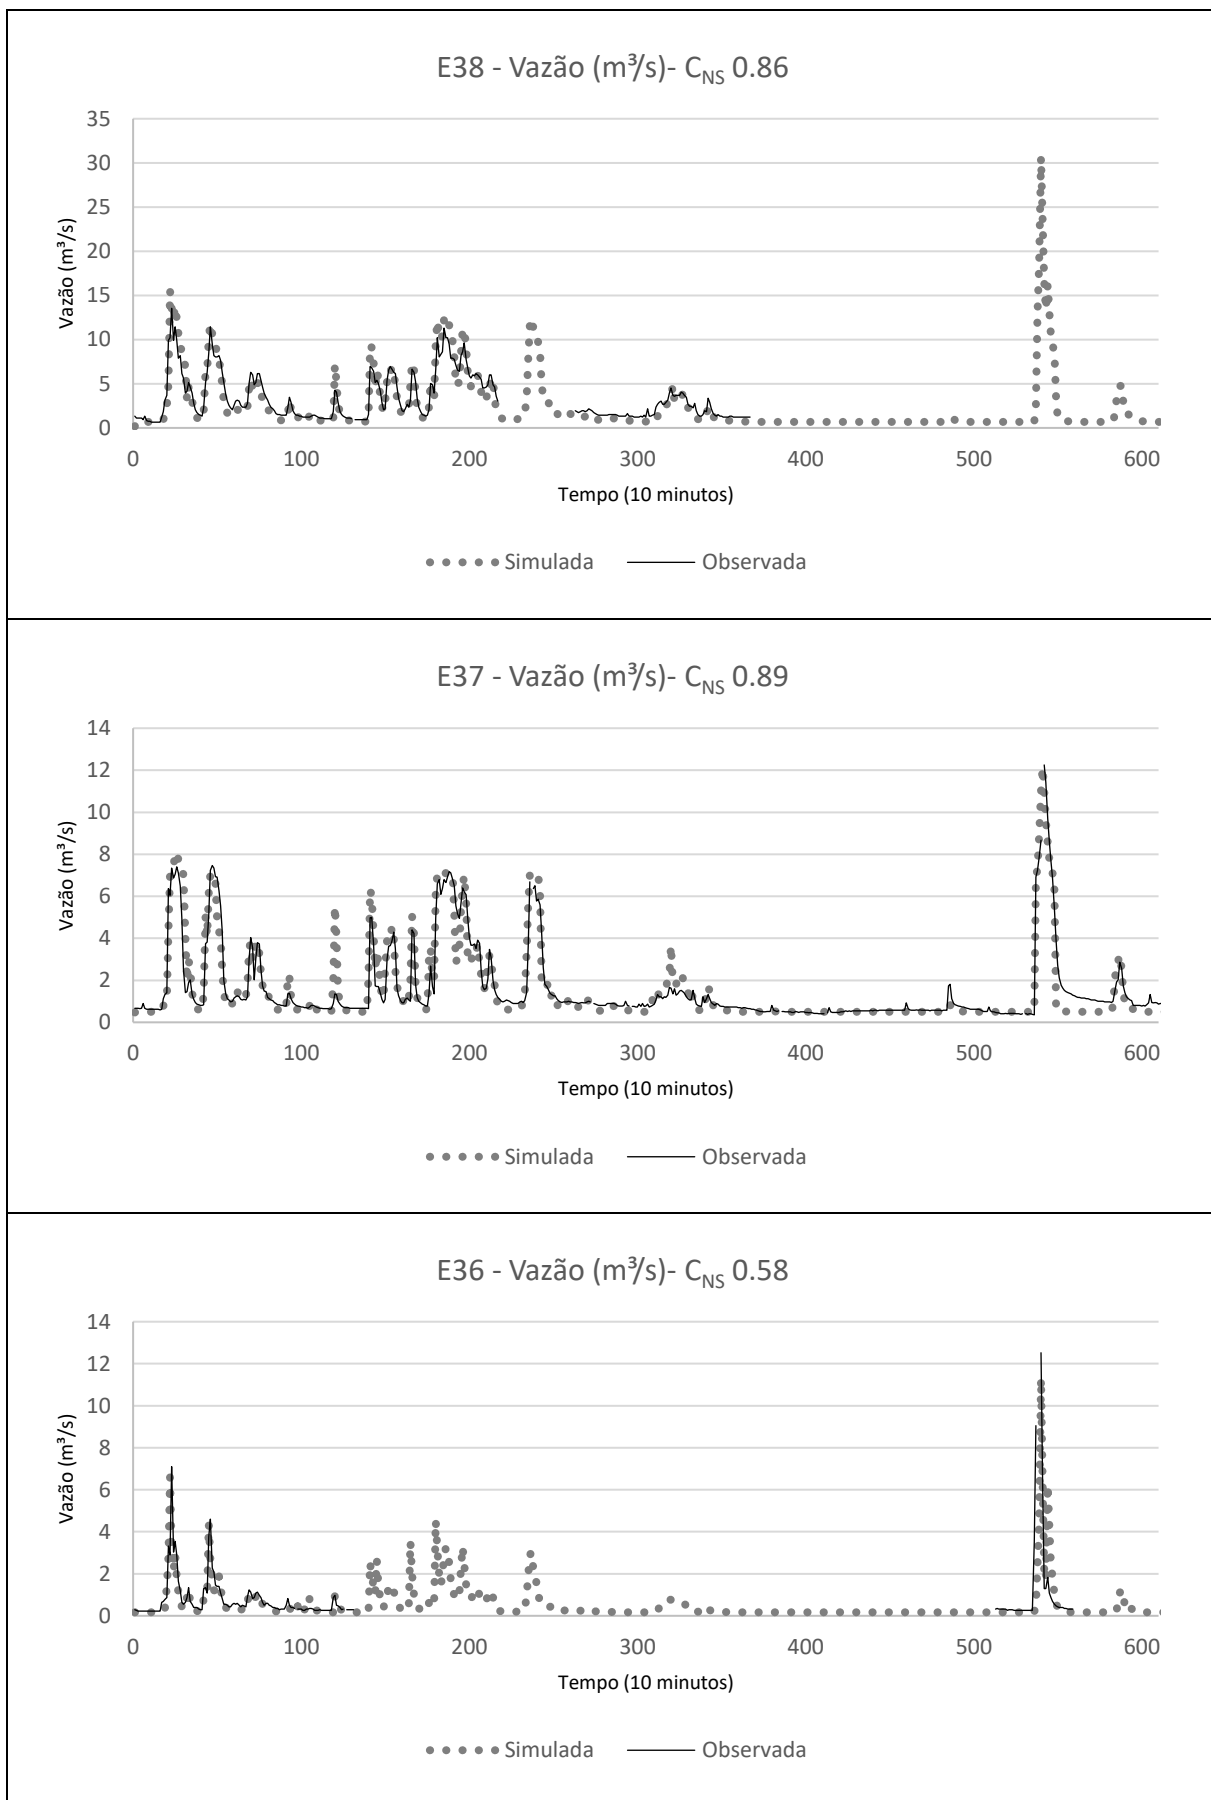 E38 - Vazão (m³/s)- C_NS 0.86
35
30
25
20
15
10
5
0
Vazão (m³/s)
0 100 200 300 400 500 600
Tempo (10 minutos)
Simulada Observada
E37 - Vazão (m³/s)- C_NS 0.89
14
12
10
8
6
4
2
0
Vazão (m³/s)
0 100 200 300 400 500 600
Tempo (10 minutos)
Simulada Observada
E36 - Vazão (m³/s)- C_NS 0.58
14
12
10
8
6
4
2
0
Vazão (m³/s)
0 100 200 300 400 500 600
Tempo (10 minutos)
Simulada Observada